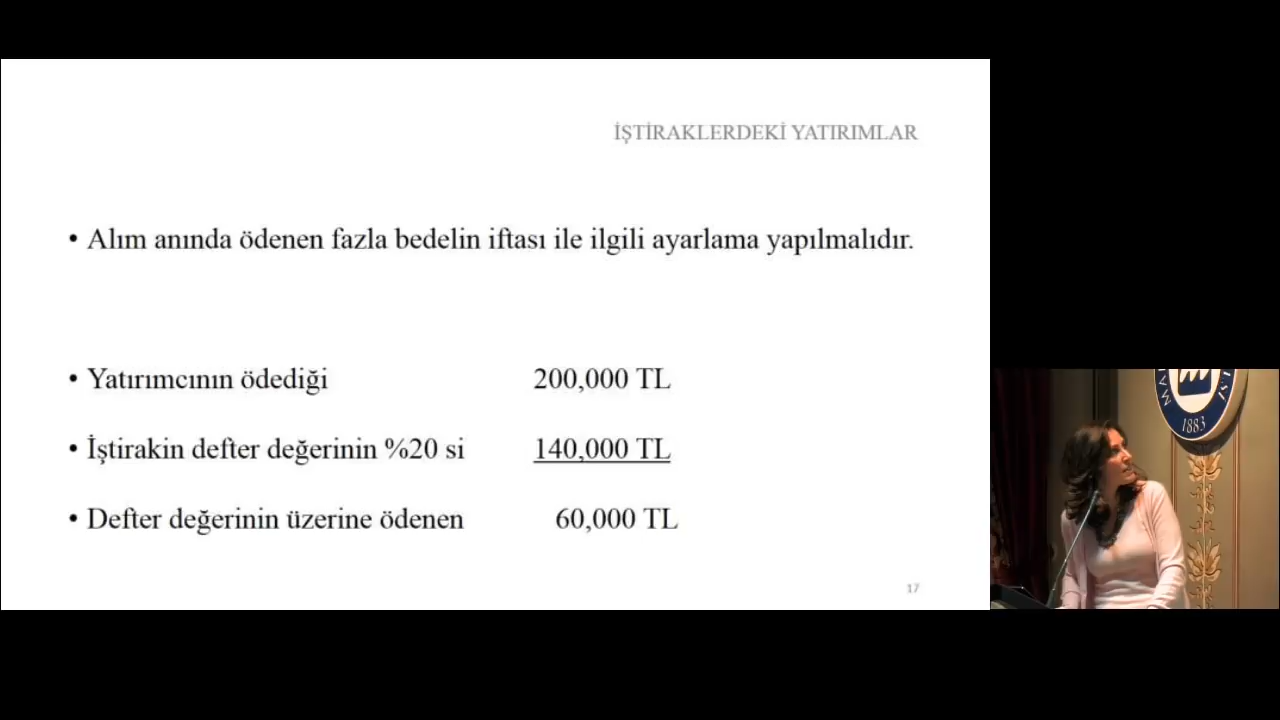 İŞTİRAKLERDEKİ YATIRIMLAR
• Alım anında ödenen fazla bedelin iftası ile ilgili ayarlama yapılmalıdır.
• Yatırımcının ödediği 200,000 TL
• İştirakin defter değerinin %20 si 140,000 TL
• Defter değerinin üzerine ödenen 60,000 TL
17
1883